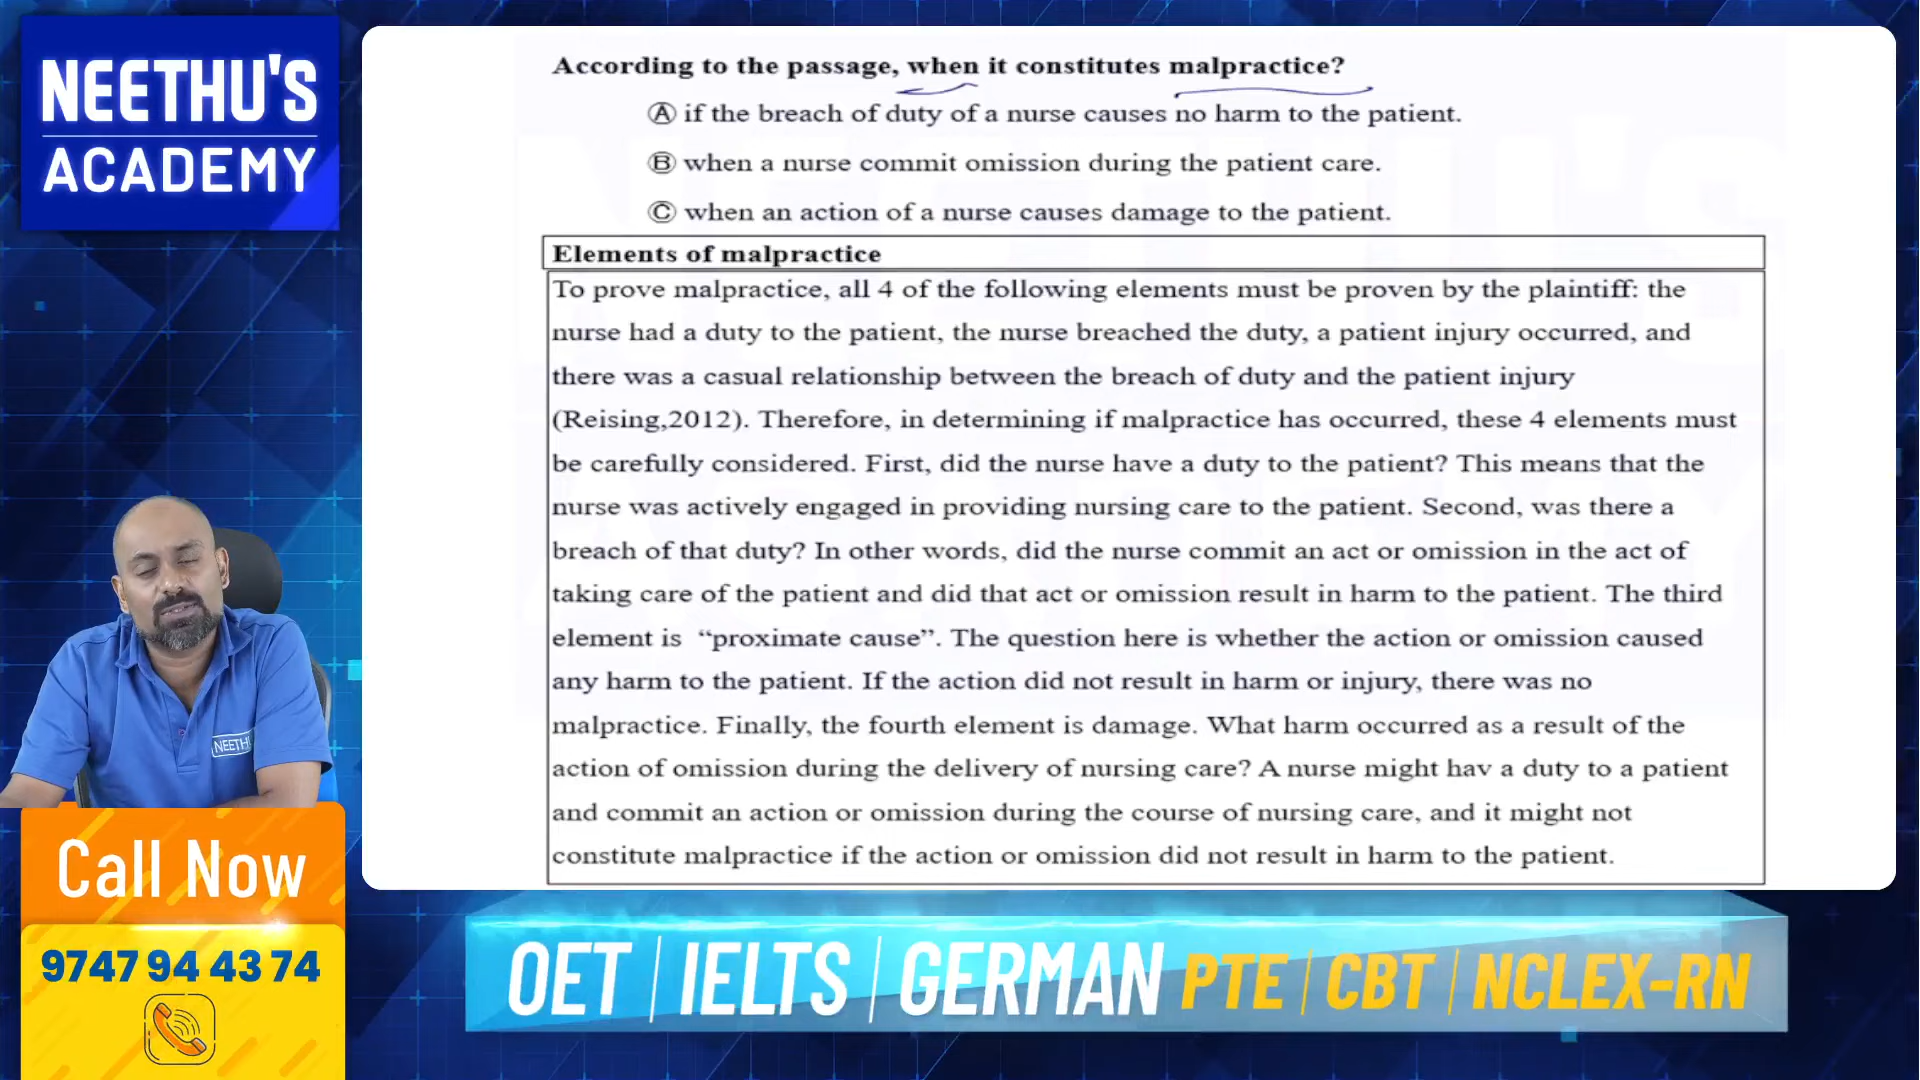 NEETHU'S
ACADEMY
According to the passage, when it constitutes malpractice?
Ⓐ if the breach of duty of a nurse causes no harm to the patient.
Ⓑ when a nurse commit omission during the patient care.
Ⓒ when an action of a nurse causes damage to the patient.
Elements of malpractice
To prove malpractice, all 4 of the following elements must be proven by the plaintiff: the
nurse had a duty to the patient, the nurse breached the duty, a patient injury occurred, and
there was a casual relationship between the breach of duty and the patient injury
(Reising,2012). Therefore, in determining if malpractice has occurred, these 4 elements must
be carefully considered. First, did the nurse have a duty to the patient? This means that the
nurse was actively engaged in providing nursing care to the patient. Second, was there a
breach of that duty? In other words, did the nurse commit an act or omission in the act of
taking care of the patient and did that act or omission result in harm to the patient. The third
element is “proximate cause”. The question here is whether the action or omission caused
any harm to the patient. If the action did not result in harm or injury, there was no
malpractice. Finally, the fourth element is damage. What harm occurred as a result of the
action of omission during the delivery of nursing care? A nurse might hav a duty to a patient
and commit an action or omission during the course of nursing care, and it might not
constitute malpractice if the action or omission did not result in harm to the patient.
NEETHU
Call Now
9747 94 43 74
OET | IELTS | GERMAN PTE | CBT | NCLEX-RN